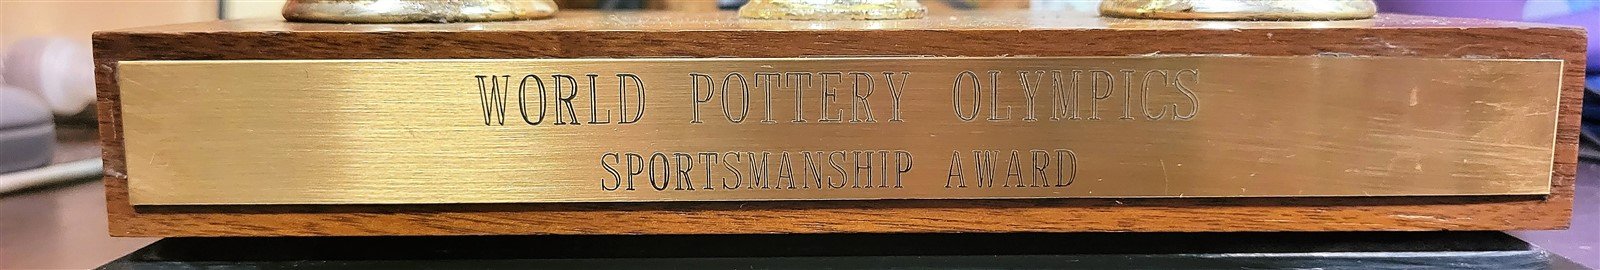 WORLD POTTERY OLYMPICS
SPORTSMANSHIP AWARD